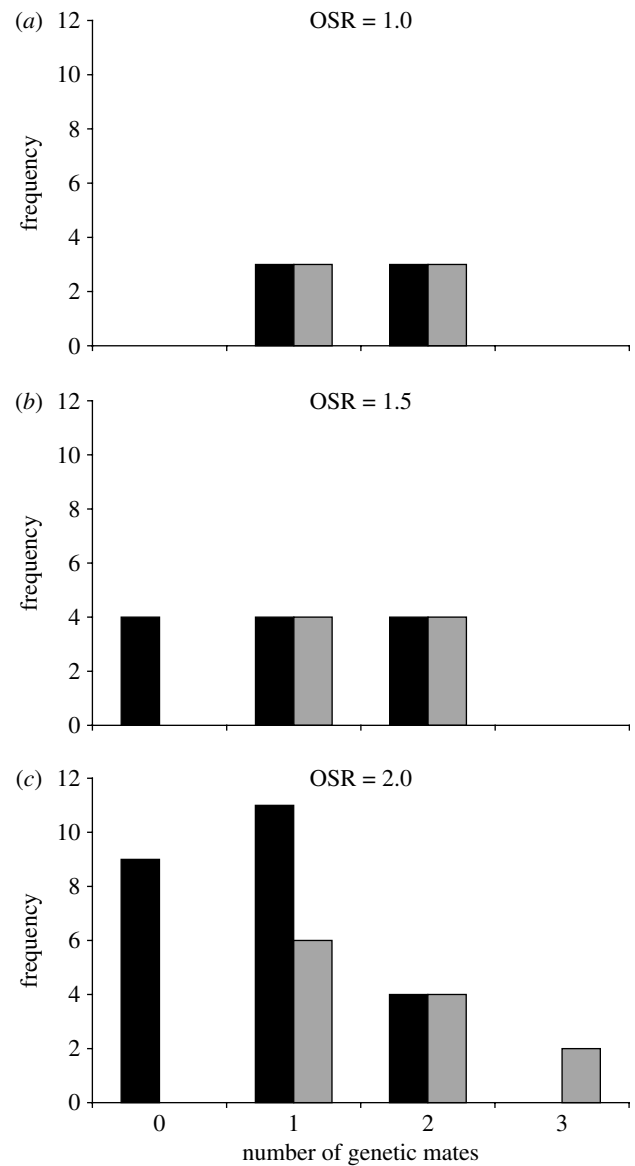 (a) 12 OSR = 1.0
10
8
6
4
2
0
frequency
(b) 12 OSR = 1.5
10
8
6
4
2
0
frequency
(c) 12 OSR = 2.0
10
8
6
4
2
0
frequency
0 1 2 3
number of genetic mates